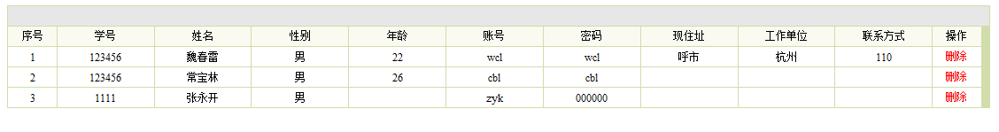 序号 学号 姓名 性别 年龄 账号 密码 现住址 工作单位 联系方式 操作
1 123456 魏春雷 男 22 wcl wcl 呼市 杭州 110 删除
2 123456 常宝林 男 26 cbl cbl 删除
3 1111 张永开 男 zyk 000000 删除